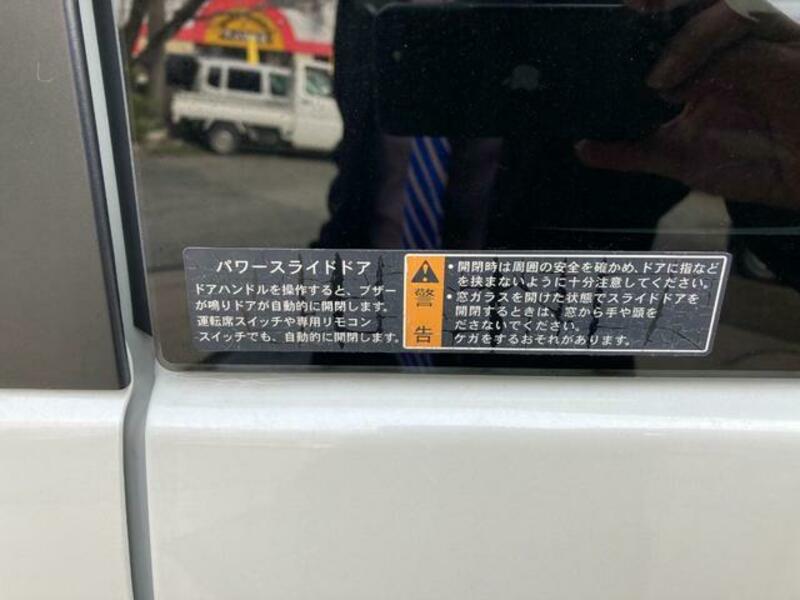 パワースライドドア
ドアハンドルを操作すると、ブザー
が鳴りドアが自動的に開閉します。
運転席スイッチや専用リモコン
スイッチでも、自動的に開閉します。
警告
・開閉時は周囲の安全を確かめ、ドアに指など
を挟まないように十分注意してください。
・窓ガラスを開けた状態でスライドドアを
開閉するときは、窓から手や頭を
ださないでください。
ケガをするおそれがあります。